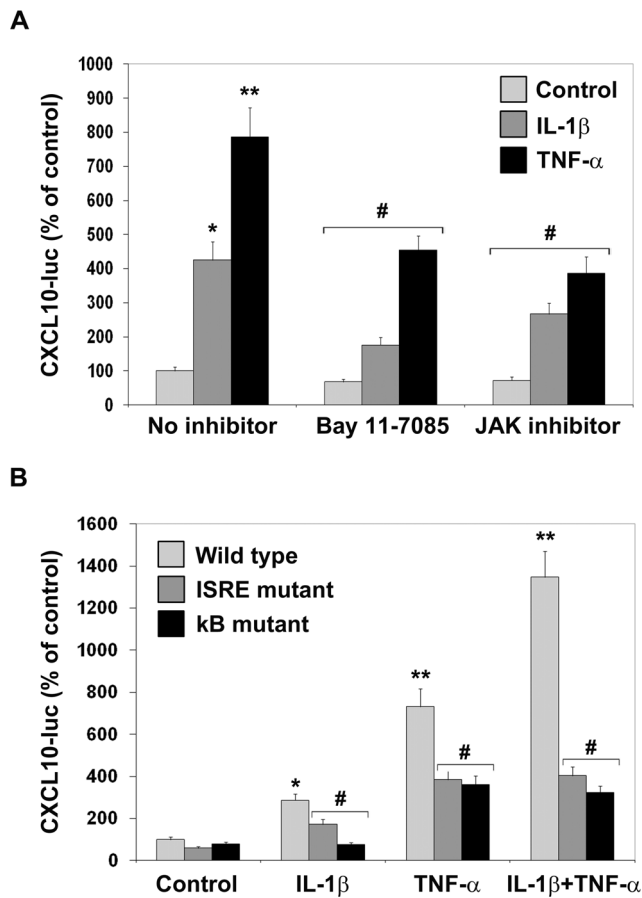 A
CXCL10-luc (% of control)
1000
900
800
700
600
500
400
300
200
100
0
*
**
#
#
Control
IL-1β
TNF-α
No inhibitor
Bay 11-7085
JAK inhibitor
B
CXCL10-luc (% of control)
1600
1400
1200
1000
800
600
400
200
0
Wild type
ISRE mutant
kB mutant
*
#
**
#
**
#
Control
IL-1β
TNF-α
IL-1β+TNF-α